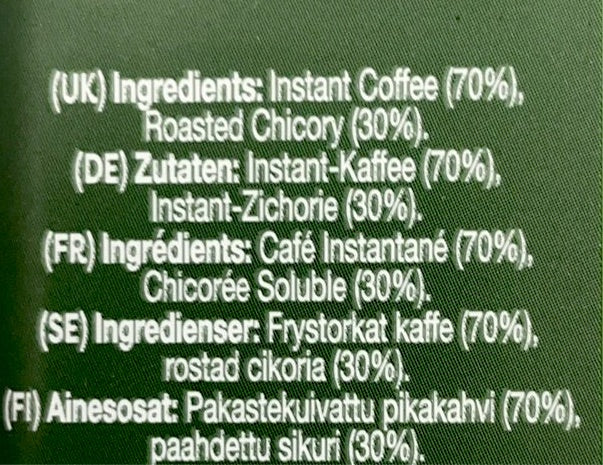 (UK) Ingredients: Instant Coffee (70%),
Roasted Chicory (30%).
(DE) Zutaten: Instant-Kaffee (70%),
Instant-Zichorie (30%).
(FR) Ingrédients: Café Instantané (70%),
Chicorée Soluble (30%).
(SE) Ingredienser: Frystorkat kaffe (70%),
rostad cikoria (30%).
(FI) Ainesosat: Pakastekuivattu pikakahvi (70%),
paahdettu sikuri (30%).